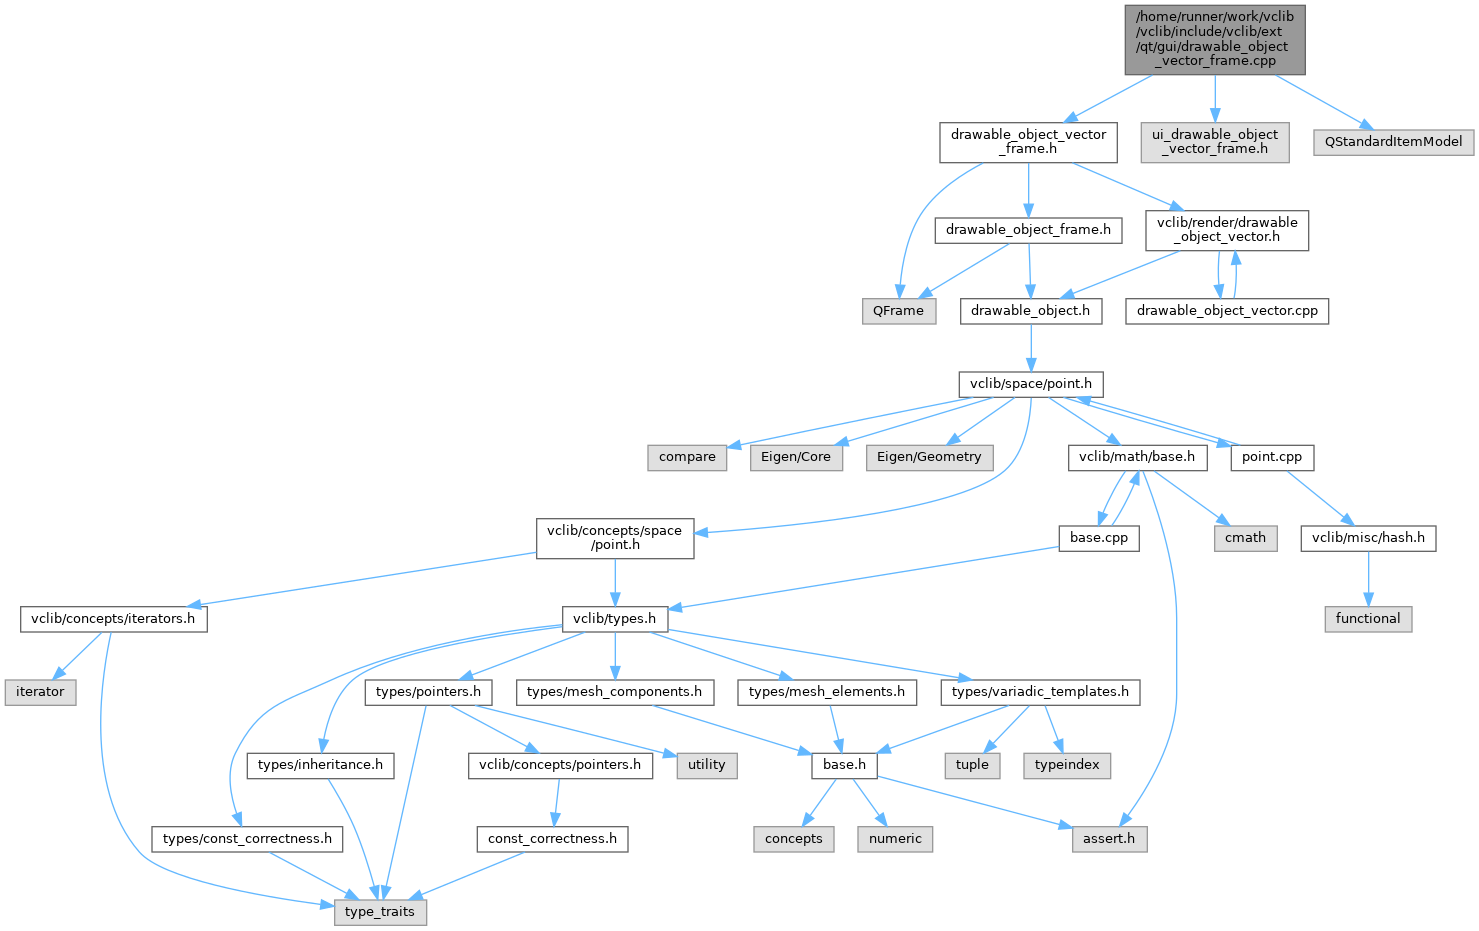 /home/runner/work/vclib
/vclib/include/vclib/ext
/qt/gui/drawable_object
_vector_frame.cpp
drawable_object_vector
_frame.h
ui_drawable_object
_vector_frame.h
QStandardItemModel
drawable_object_frame.h
vclib/render/drawable
_object_vector.h
QFrame
drawable_object.h
drawable_object_vector.cpp
vclib/space/point.h
compare
Eigen/Core
Eigen/Geometry
vclib/math/base.h
point.cpp
vclib/concepts/space
/point.h
base.cpp
cmath
vclib/misc/hash.h
vclib/concepts/iterators.h
vclib/types.h
functional
iterator
types/pointers.h
types/mesh_components.h
types/mesh_elements.h
types/variadic_templates.h
types/inheritance.h
vclib/concepts/pointers.h
utility
base.h
tuple
typeindex
types/const_correctness.h
const_correctness.h
concepts
numeric
assert.h
type_traits